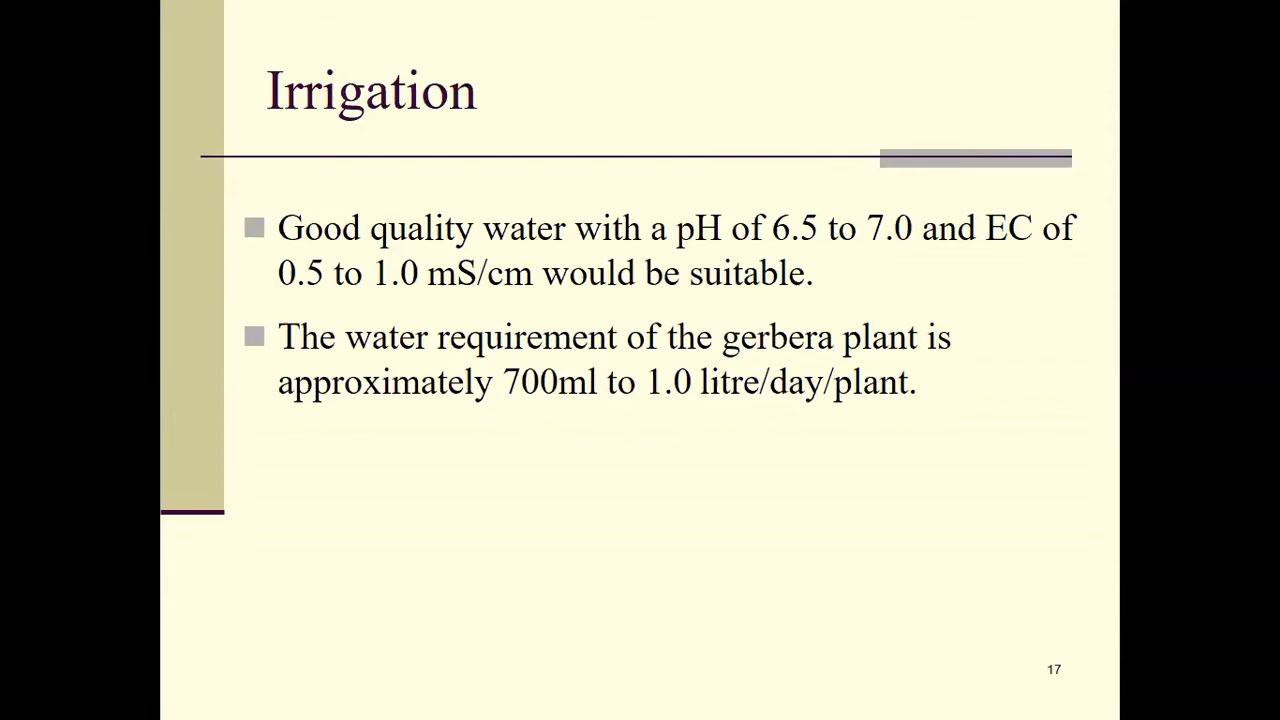 Irrigation
Good quality water with a pH of 6.5 to 7.0 and EC of
0.5 to 1.0 mS/cm would be suitable.
The water requirement of the gerbera plant is
approximately 700ml to 1.0 litre/day/plant.
17